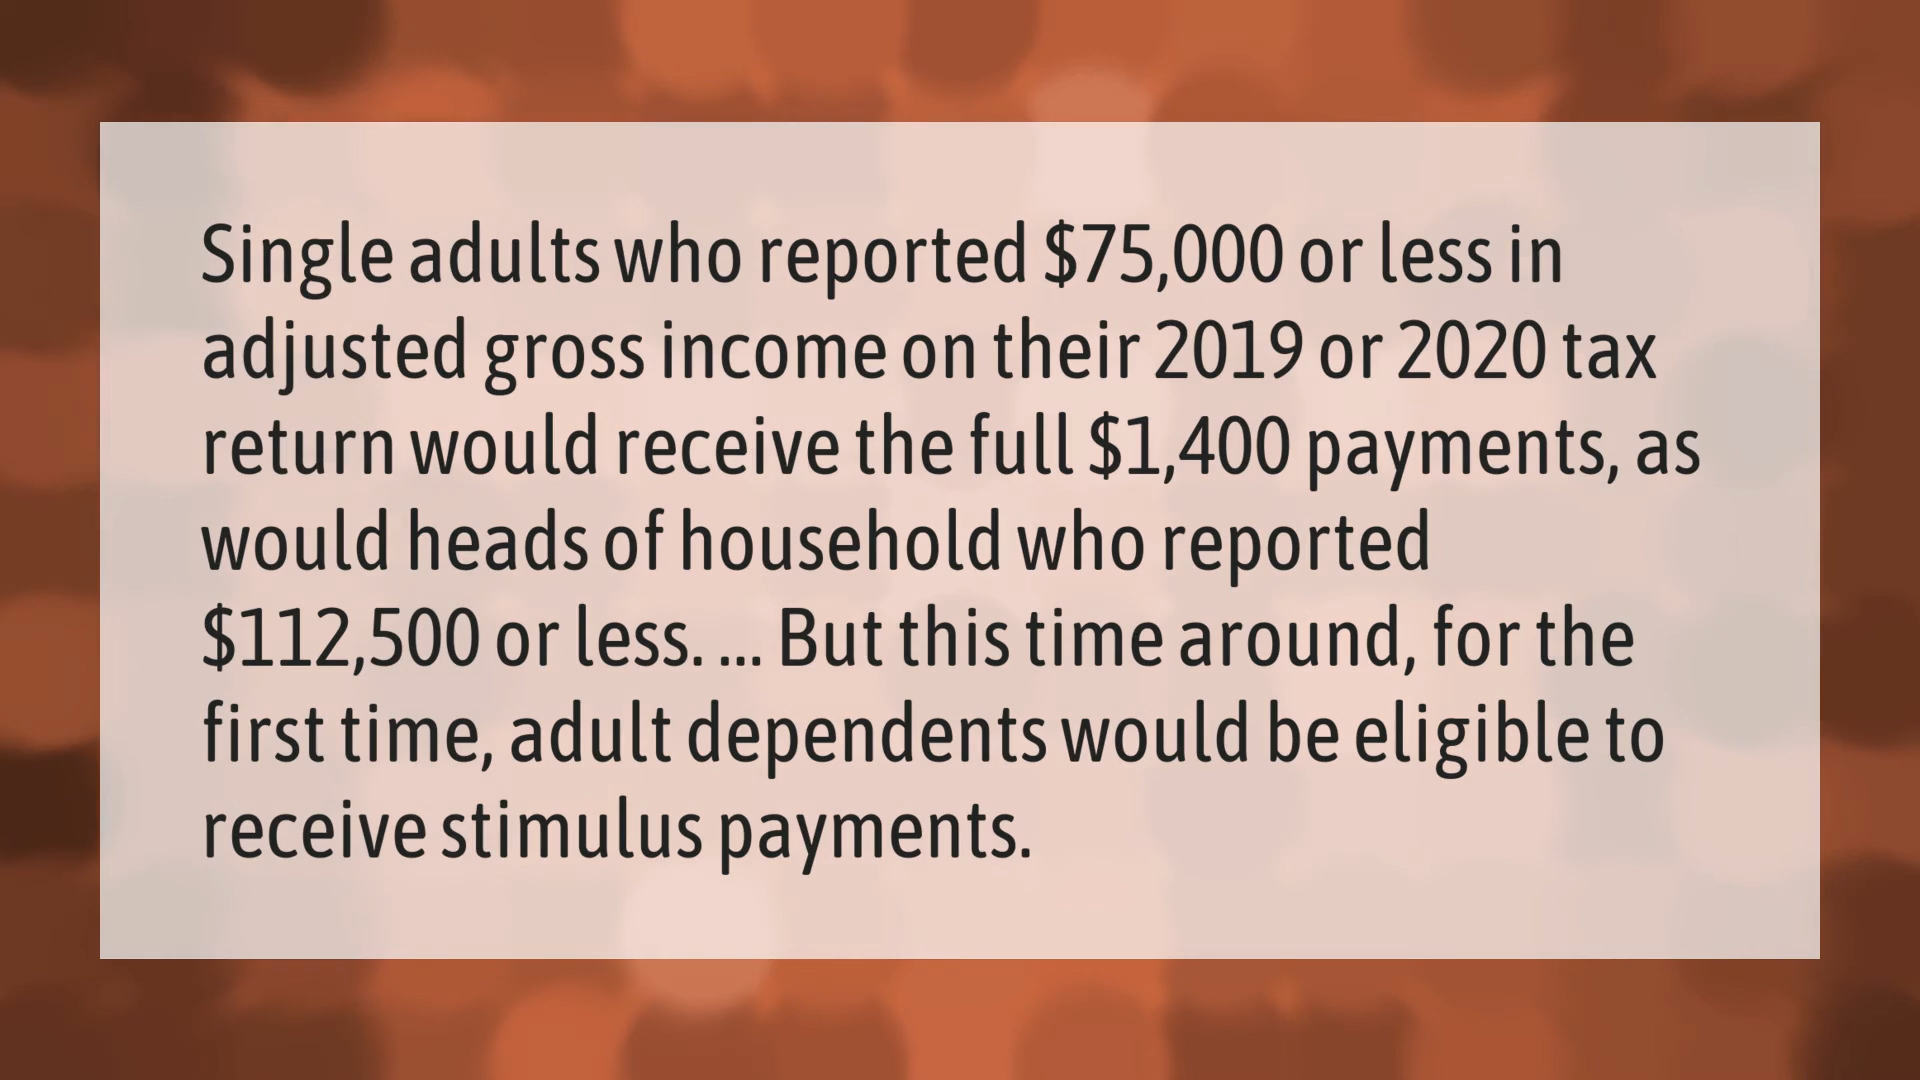 Single adults who reported $75,000 or less in
adjusted gross income on their 2019 or 2020 tax
return would receive the full $1,400 payments, as
would heads of household who reported
$112,500 or less. ... But this time around, for the
first time, adult dependents would be eligible to
receive stimulus payments.